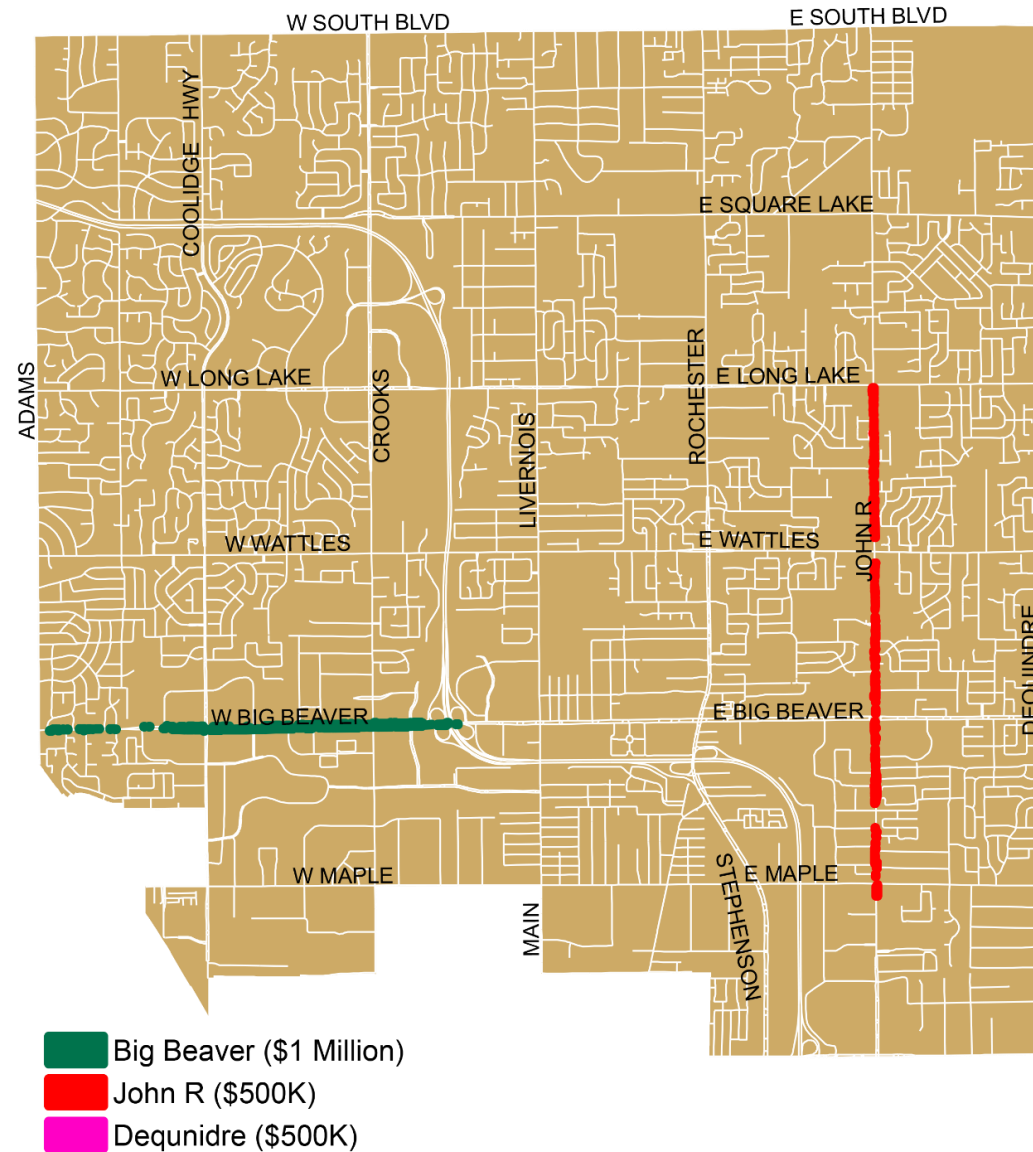 W SOUTH BLVD
E SOUTH BLVD
COOLIDGE HWY
E SQUARE LAKE
ADAMS
W LONG LAKE
CROOKS
LIVERNOIS
ROCHESTER
E LONG LAKE
W WATTLES
E WATTLES
JOHN R
DEQUINDRE
W BIG BEAVER
E BIG BEAVER
W MAPLE
MAIN
STEPHENSON
E MAPLE
Big Beaver ($1 Million)
John R ($500K)
Dequnidre ($500K)